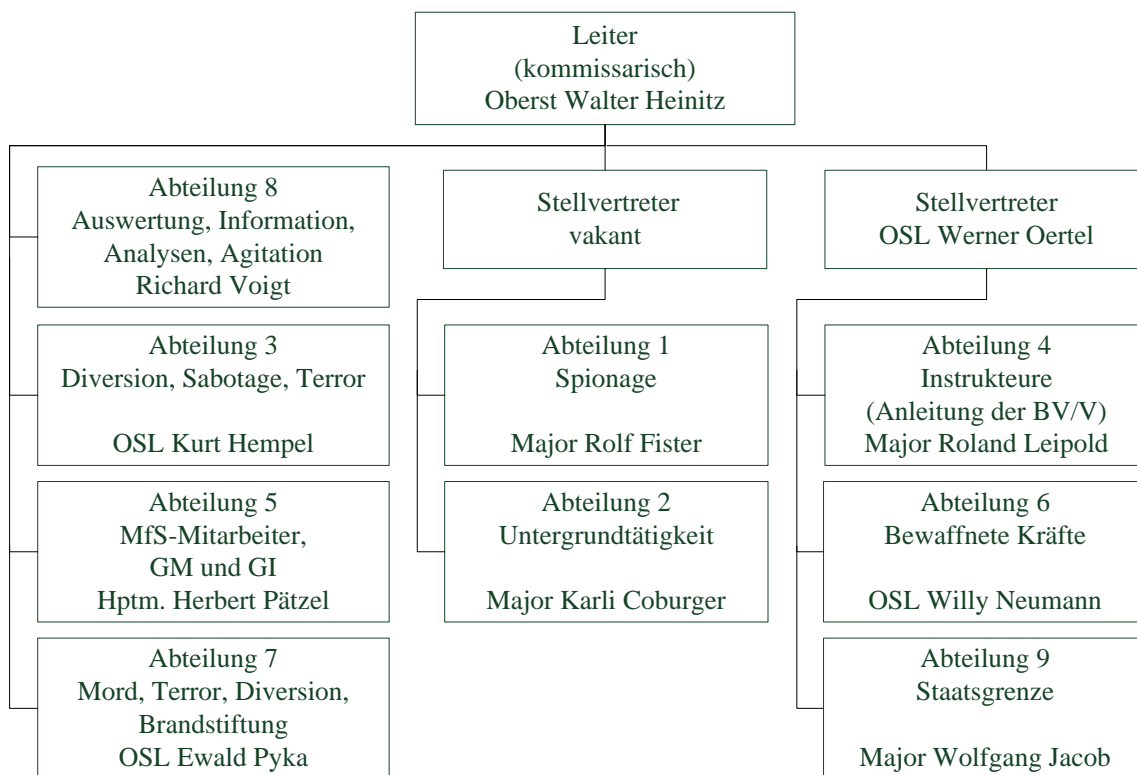 Leiter
(kommissarisch)
Oberst Walter Heinitz
Abteilung 8
Auswertung, Information,
Analysen, Agitation
Richard Voigt
Stellvertreter
vakant
Stellvertreter
OSL Werner Oertel
Abteilung 3
Diversion, Sabotage, Terror
OSL Kurt Hempel
Abteilung 1
Spionage
Major Rolf Fister
Abteilung 4
Instrukteure
(Anleitung der BV/V)
Major Roland Leipold
Abteilung 5
MfS-Mitarbeiter,
GM und GI
Hptm. Herbert Pätzel
Abteilung 2
Untergrundtätigkeit
Major Karli Coburger
Abteilung 6
Bewaffnete Kräfte
OSL Willy Neumann
Abteilung 7
Mord, Terror, Diversion,
Brandstiftung
OSL Ewald Pyka
Abteilung 9
Staatsgrenze
Major Wolfgang Jacob